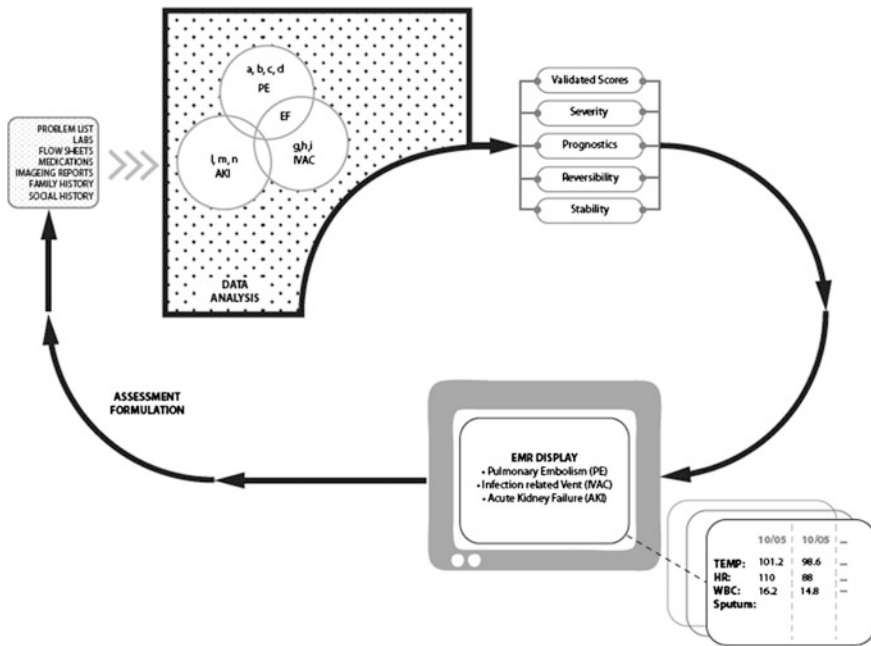 PROBLEM LIST
LABS
FLOW SHEETS
MEDICATIONS
IMAGEING REPORTS
FAMILY HISTORY
SOCIAL HISTORY
a, b, c, d
PE
EF
g,h,i
IVAC
l, m, n
AKI
DATA
ANALYSIS
Validated Scores
Severity
Prognostics
Reversibility
Stability
ASSESSMENT
FORMULATION
EMR DISPLAY
• Pulmonary Embolism (PE)
• Infection related Vent (IVAC)
• Acute Kidney Failure (AKI)
10/05 10/05 ...
TEMP: 101.2 98.6 ...
HR: 110 88 ...
WBC: 16.2 14.8 ...
Sputum: